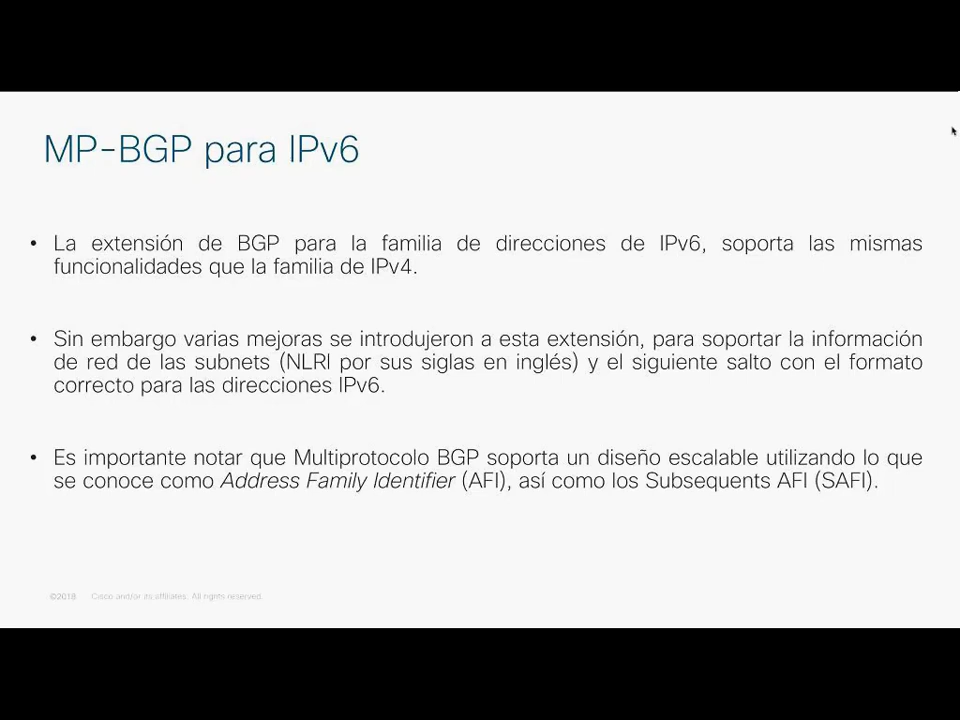 MP-BGP para IPv6
• La extensión de BGP para la familia de direcciones de IPv6, soporta las mismas
funcionalidades que la familia de IPv4.
• Sin embargo varias mejoras se introdujeron a esta extensión, para soportar la información
de red de las subnets (NLRI por sus siglas en inglés) y el siguiente salto con el formato
correcto para las direcciones IPv6.
• Es importante notar que Multiprotocolo BGP soporta un diseño escalable utilizando lo que
se conoce como Address Family Identifier (AFI), así como los Subsequents AFI (SAFI).
©2018 Cisco and/or its affiliates. All rights reserved.